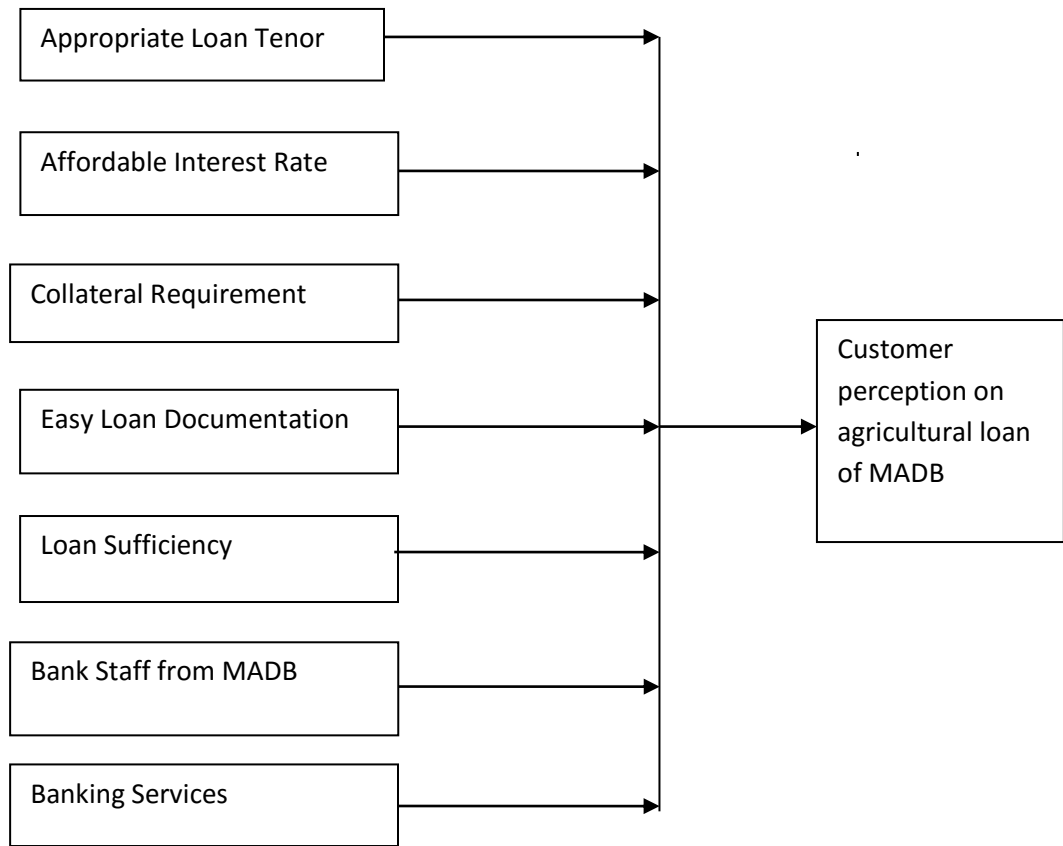 Appropriate Loan Tenor
Affordable Interest Rate
Collateral Requirement
Easy Loan Documentation
Loan Sufficiency
Bank Staff from MADB
Banking Services
Customer
perception on
agricultural loan
of MADB